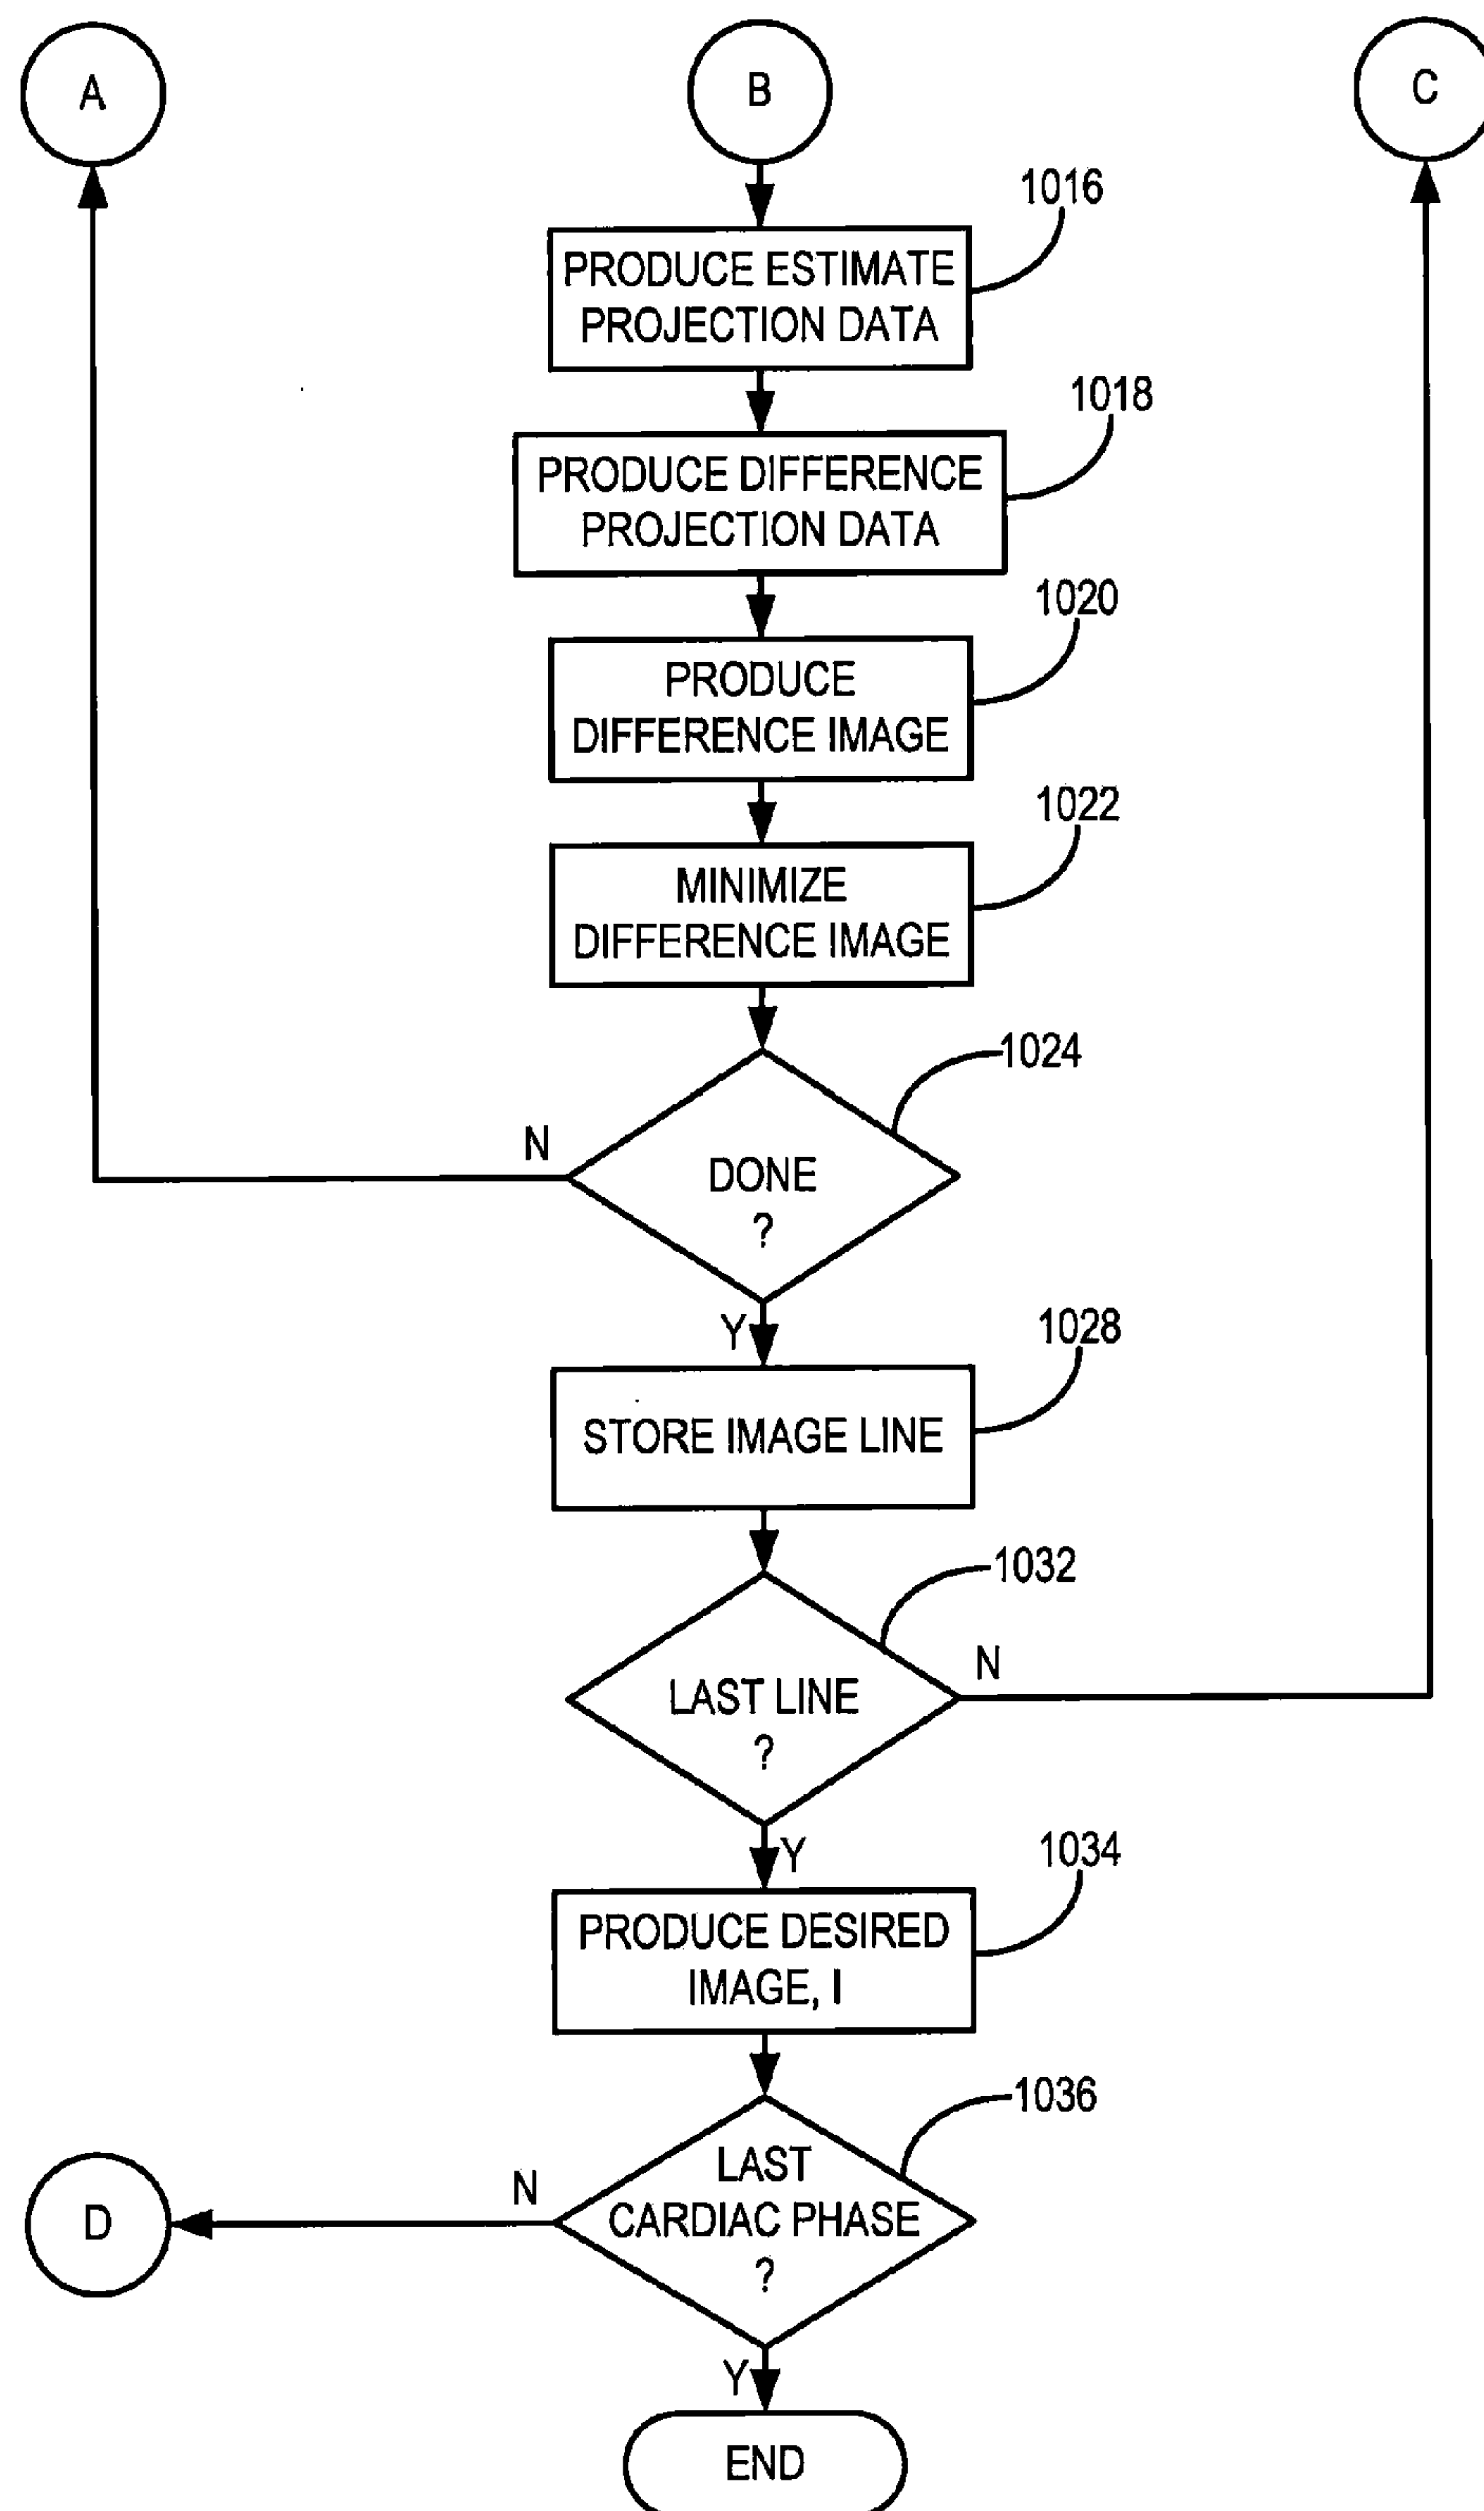 A
B
C
1016
PRODUCE ESTIMATE
PROJECTION DATA
1018
PRODUCE DIFFERENCE
PROJECTION DATA
1020
PRODUCE
DIFFERENCE IMAGE
1022
MINIMIZE
DIFFERENCE IMAGE
1024
N
DONE
?
Y
1028
STORE IMAGE LINE
1032
N
LAST LINE
?
Y
1034
PRODUCE DESIRED
IMAGE, I
1036
LAST
N
CARDIAC PHASE
D
?
Y
END